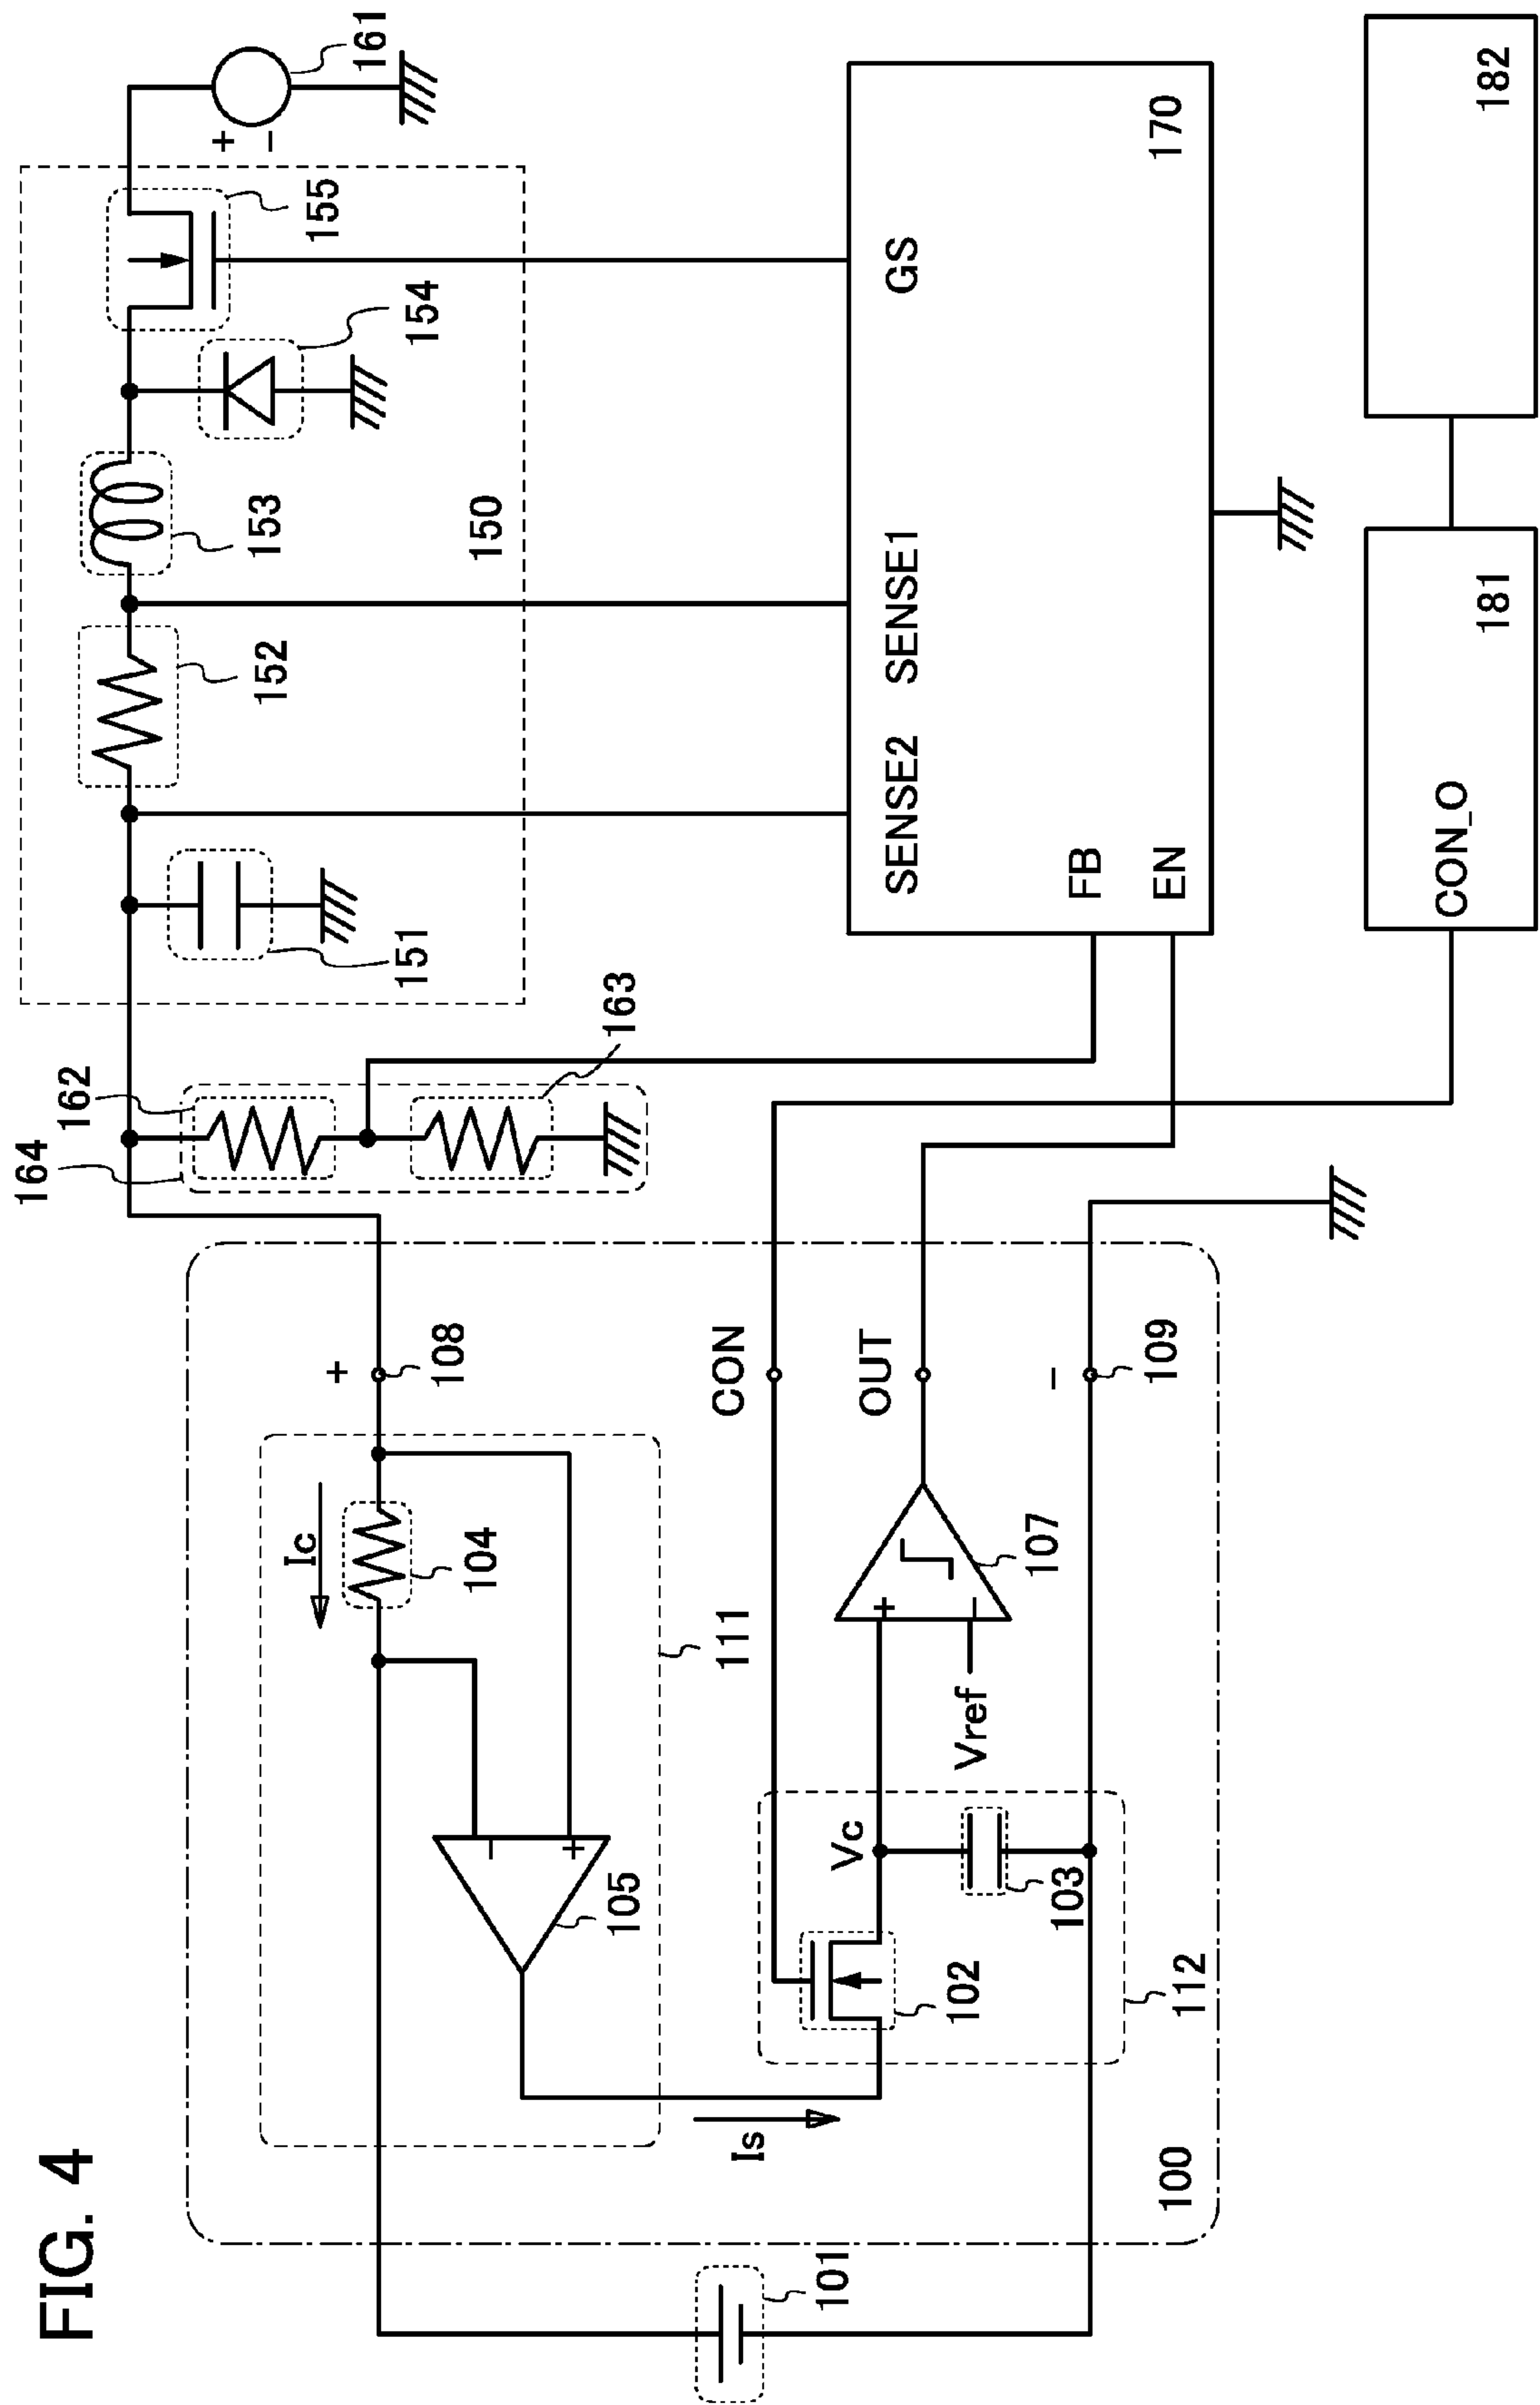 FIG. 4
164
162
163
150
151
152
153
154
155
161
+
−
100
101
111
Ic
104
105
−
+
+
108
Is
112
102
103
Vc
Vref
+
−
107
CON
OUT
−
109
SENSE2
SENSE1
GS
FB
EN
170
CON_O
181
182